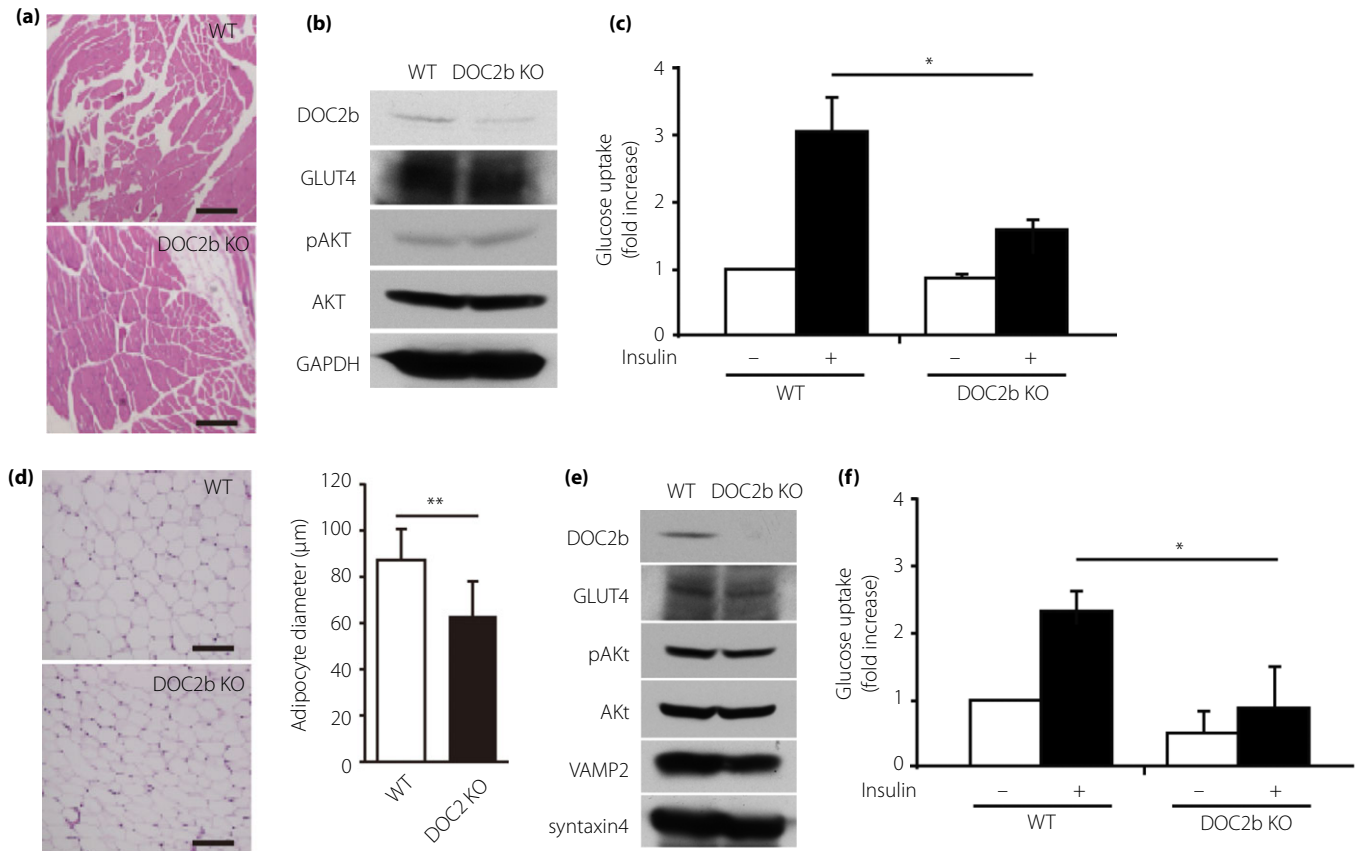 (a)
WT
DOC2b KO
(b)
WT DOC2b KO
DOC2b
GLUT4
pAKT
AKT
GAPDH
(c)
4
3
2
1
0
Glucose uptake
(fold increase)
*
Insulin – + – +
WT DOC2b KO
(d)
WT
DOC2b KO
120
100
80
60
40
20
0
Adipocyte diameter (μm)
**
WT
DOC2 KO
(e)
WT DOC2b KO
DOC2b
GLUT4
pAKt
AKt
VAMP2
syntaxin4
(f)
4
3
2
1
0
Glucose uptake
(fold increase)
*
Insulin – + – +
WT DOC2b KO